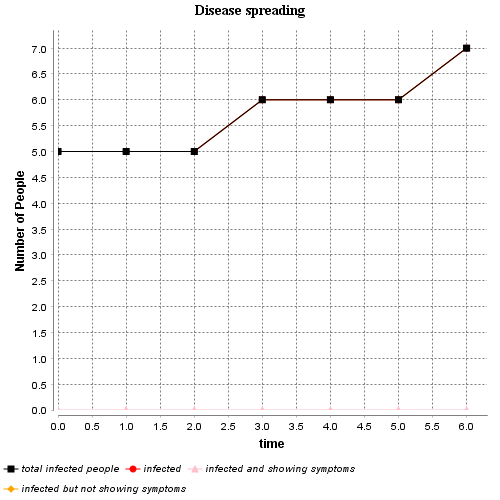 Disease spreading
Number of People
7.0
6.5
6.0
5.5
5.0
4.5
4.0
3.5
3.0
2.5
2.0
1.5
1.0
0.5
0.0
0.0 0.5 1.0 1.5 2.0 2.5 3.0 3.5 4.0 4.5 5.0 5.5 6.0
time
total infected people infected infected and showing symptoms
infected but not showing symptoms